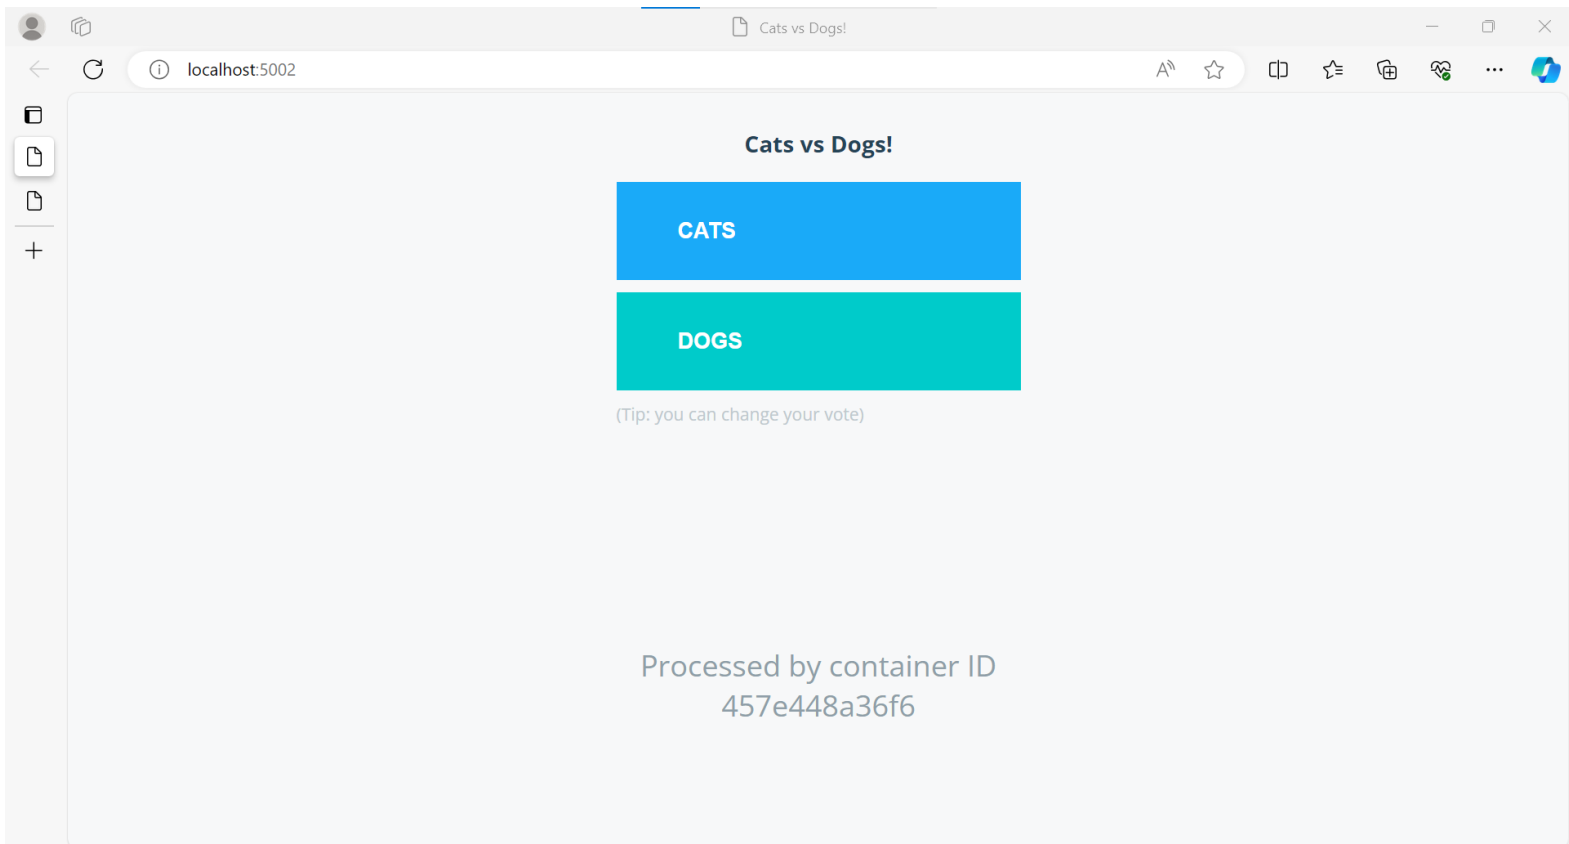 Cats vs Dogs!
localhost:5002
Cats vs Dogs!
CATS
DOGS
(Tip: you can change your vote)
Processed by container ID
457e448a36f6